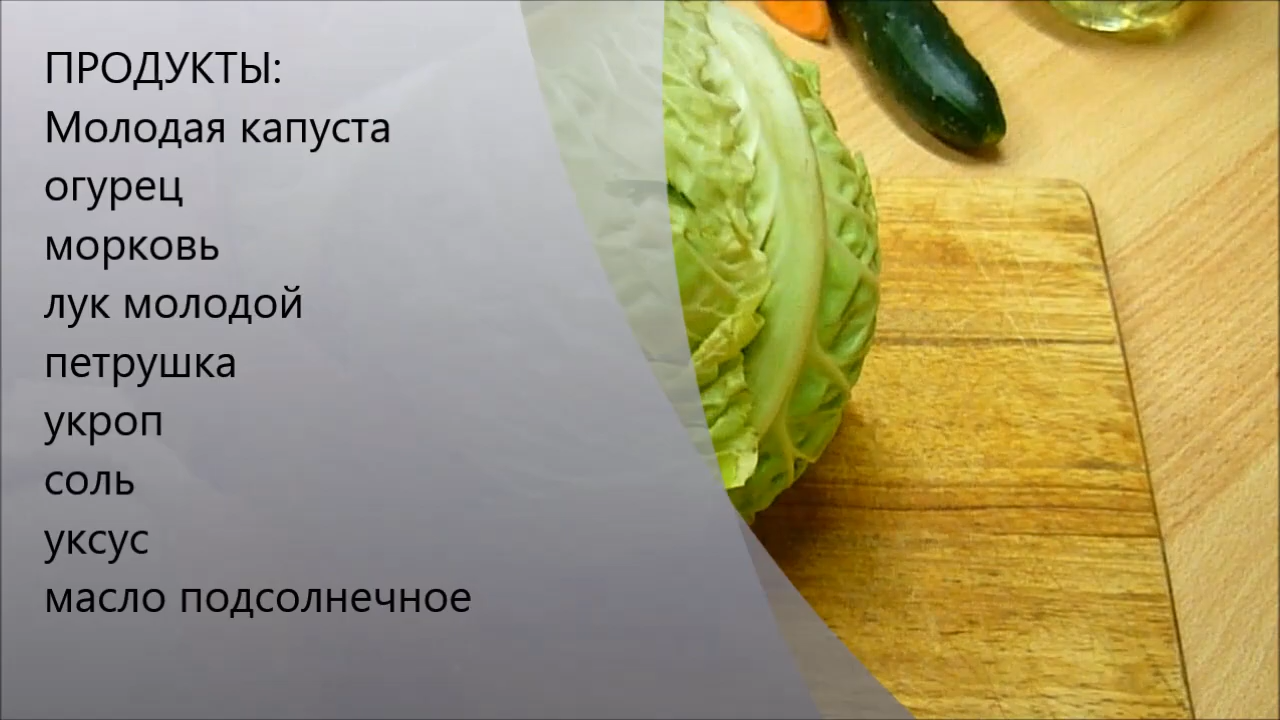 ПРОДУКТЫ:
Молодая капуста
огурец
морковь
лук молодой
петрушка
укроп
соль
уксус
масло подсолнечное